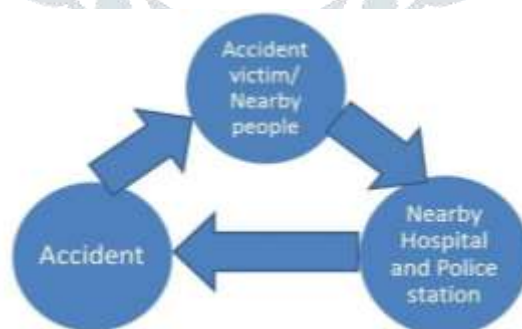 Accident
victim/
Nearby
people
Nearby
Hospital
and Police
station
Accident